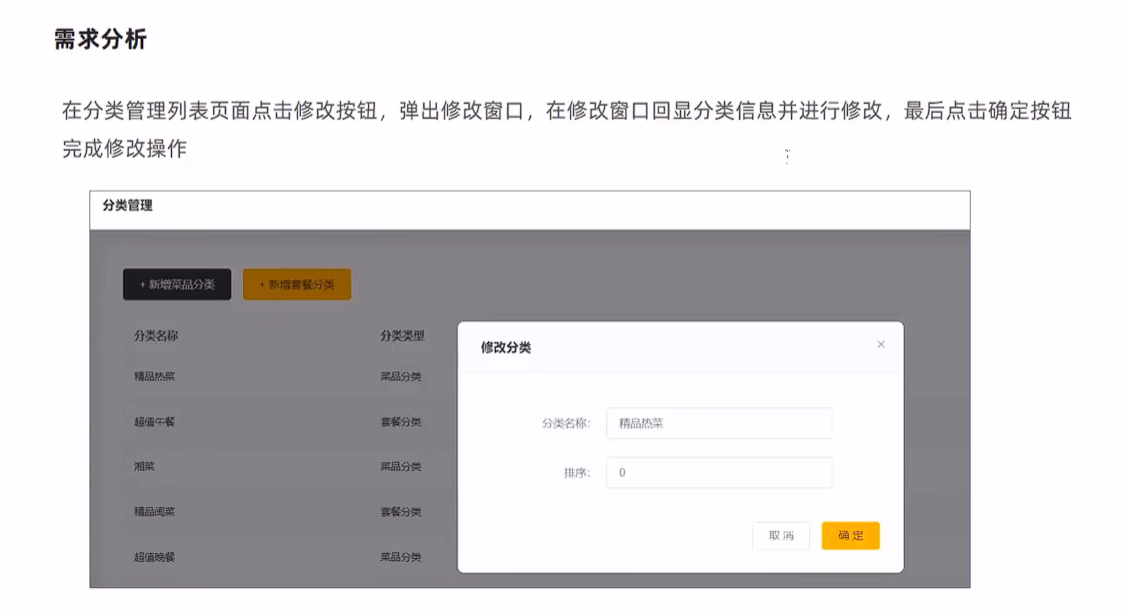 需求分析
在分类管理列表页面点击修改按钮，弹出修改窗口，在修改窗口回显分类信息并进行修改，最后点击确定按钮
完成修改操作
分类管理
+ 新增菜品分类 + 新增套餐分类
分类名称 分类类型
修改分类 ×
精品热菜 菜品分类
超值午餐 套餐分类
分类名称： 精品热菜
湘菜 菜品分类
排序： 0
精品闽菜 套餐分类
取 消 确 定
超值晚餐 菜品分类